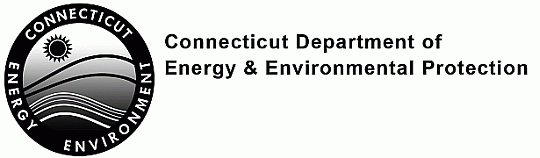 CONNECTICUT
ENERGY
ENVIRONMENT
Connecticut Department of
Energy & Environmental Protection